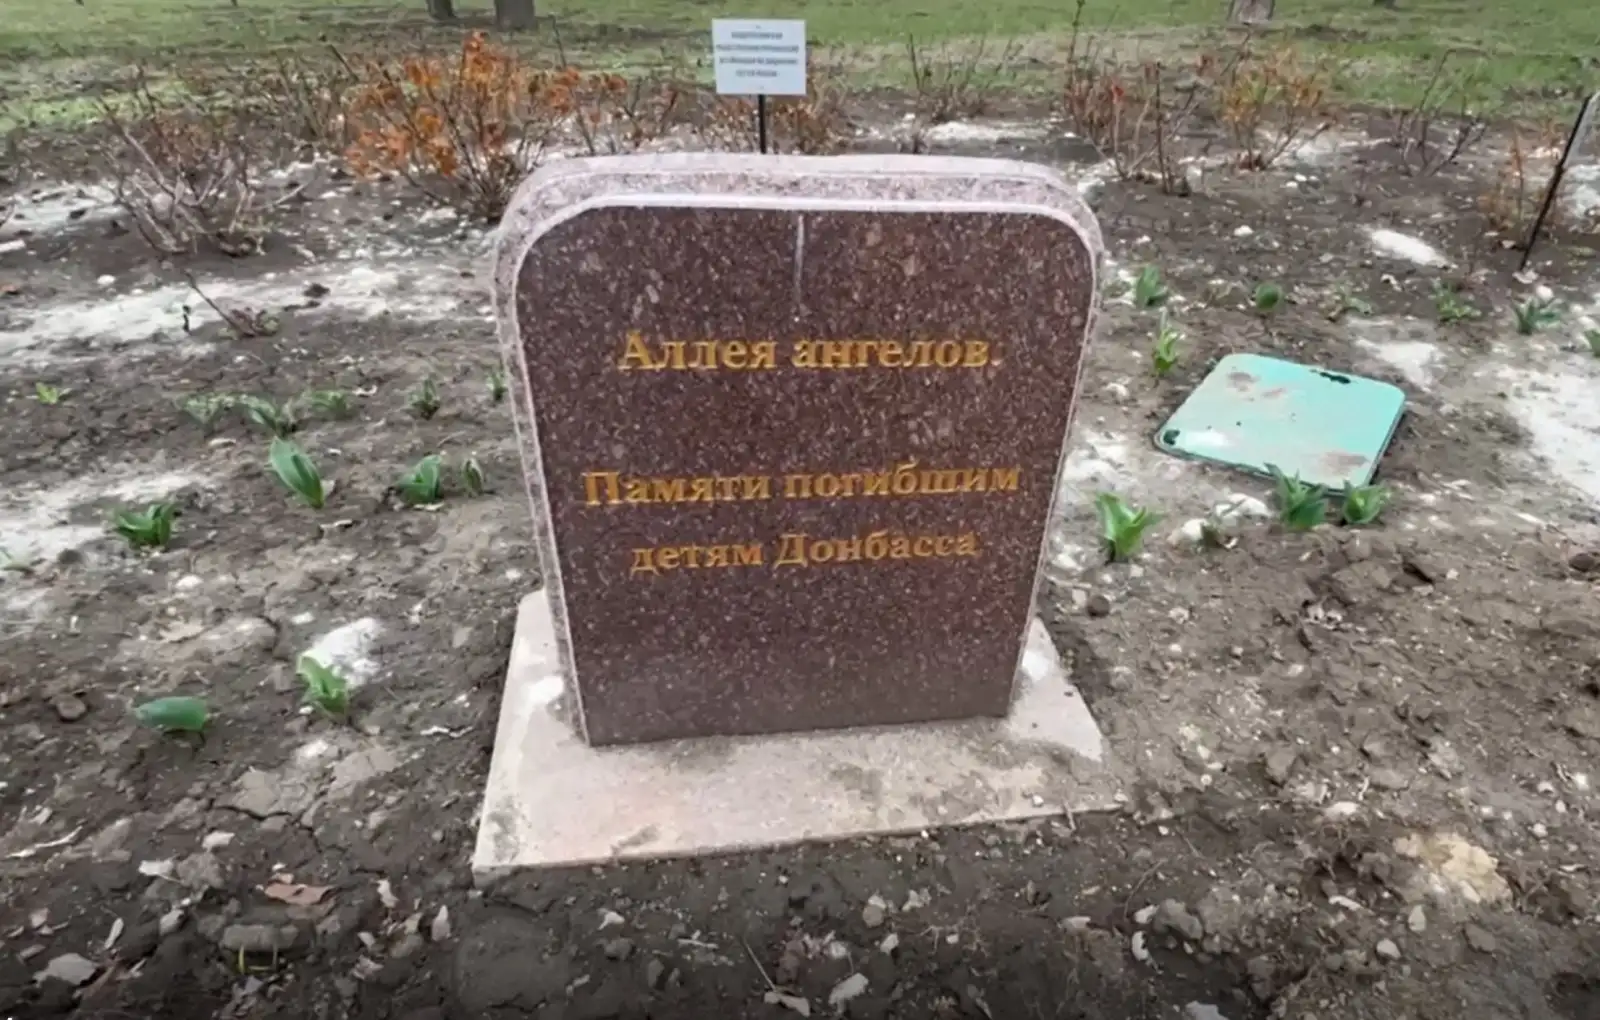 Аллея ангелов.
Памяти погибшим
детям Донбасса